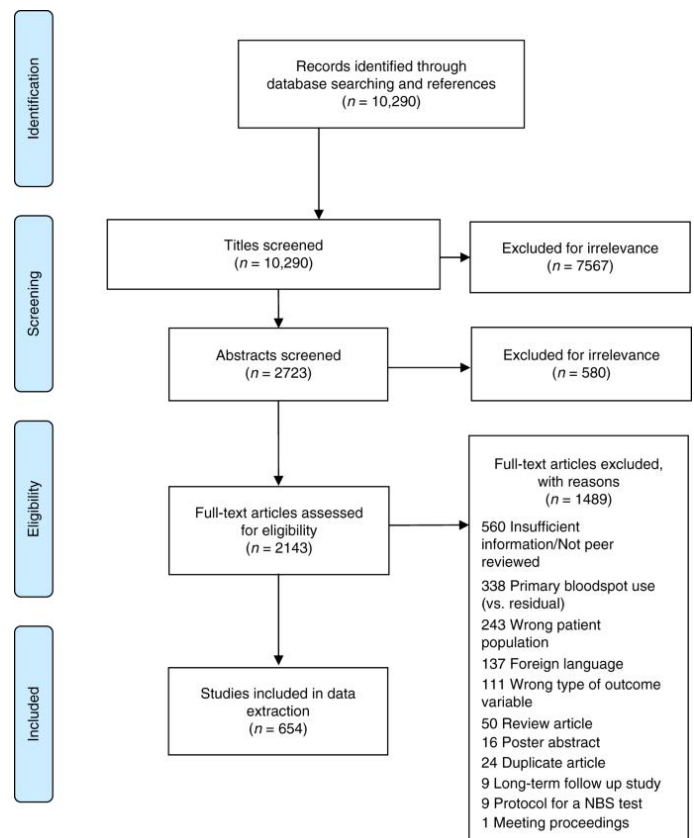 Identification
Records identified through
database searching and references
(n = 10,290)
Screening
Titles screened
(n = 10,290)
Excluded for irrelevance
(n = 7567)
Abstracts screened
(n = 2723)
Excluded for irrelevance
(n = 580)
Eligibility
Full-text articles assessed
for eligibility
(n = 2143)
Full-text articles excluded,
with reasons
(n = 1489)
560 Insufficient
information/Not peer
reviewed
338 Primary bloodspot use
(vs. residual)
243 Wrong patient
population
137 Foreign language
111 Wrong type of outcome
variable
50 Review article
16 Poster abstract
24 Duplicate article
9 Long-term follow up study
9 Protocol for a NBS test
1 Meeting proceedings
Included
Studies included in data
extraction
(n = 654)